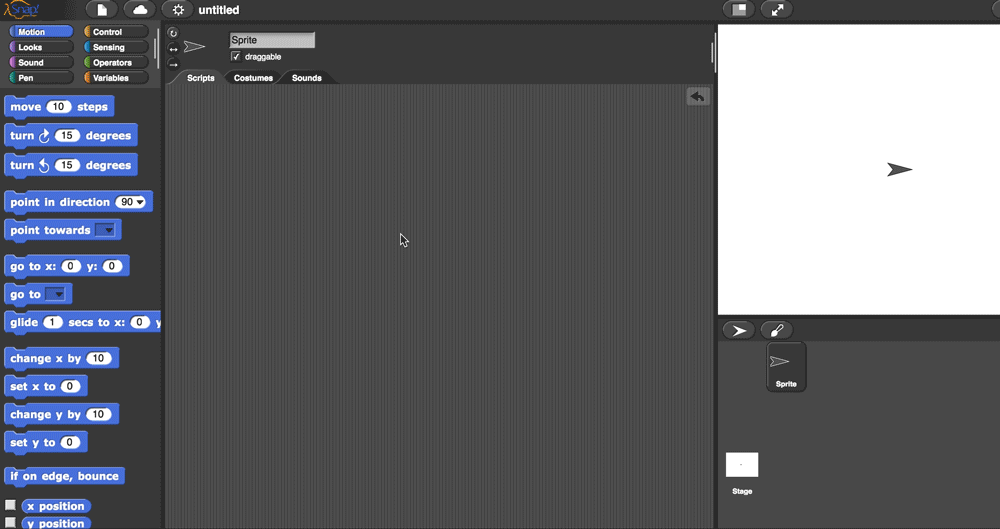 Snap!
untitled
Motion
Control
Looks
Sensing
Sound
Operators
Pen
Variables
Sprite
draggable
Scripts
Costumes
Sounds
move 10 steps
turn 15 degrees
turn 15 degrees
point in direction 90
point towards
go to x: 0 y: 0
go to
glide 1 secs to x: 0 y
change x by 10
set x to 0
change y by 10
set y to 0
if on edge, bounce
x position
y position
Sprite
Stage